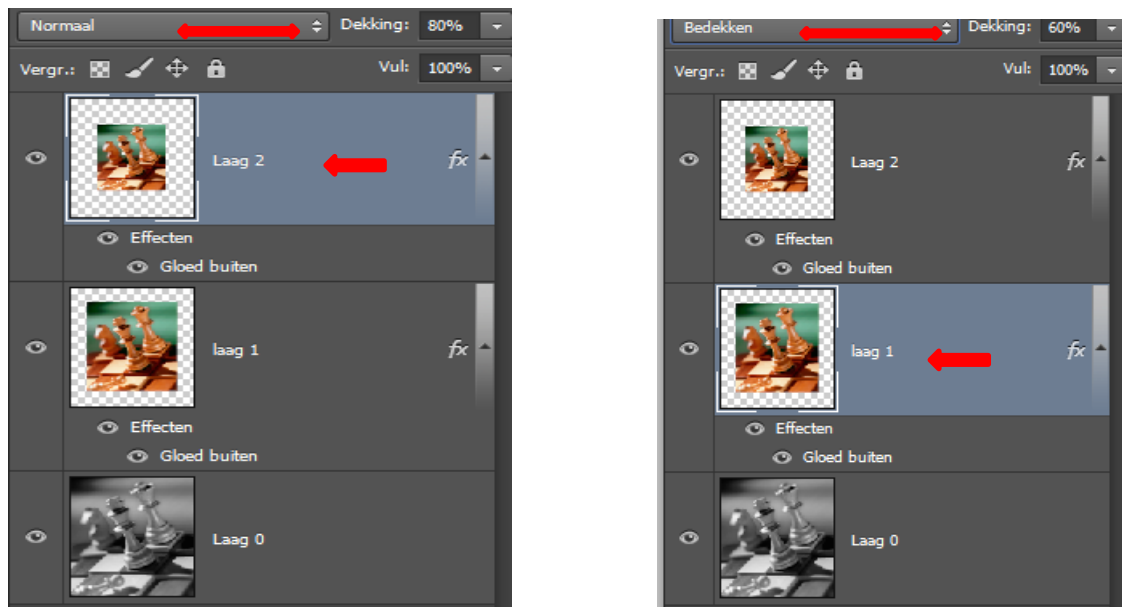 Normaal Dekking: 80%
Vergr.: Vul: 100%
Laag 2 fx
Effecten
Gloed buiten
laag 1 fx
Effecten
Gloed buiten
Laag 0
Bedekken Dekking: 60%
Vergr.: Vul: 100%
Laag 2 fx
Effecten
Gloed buiten
laag 1 fx
Effecten
Gloed buiten
Laag 0